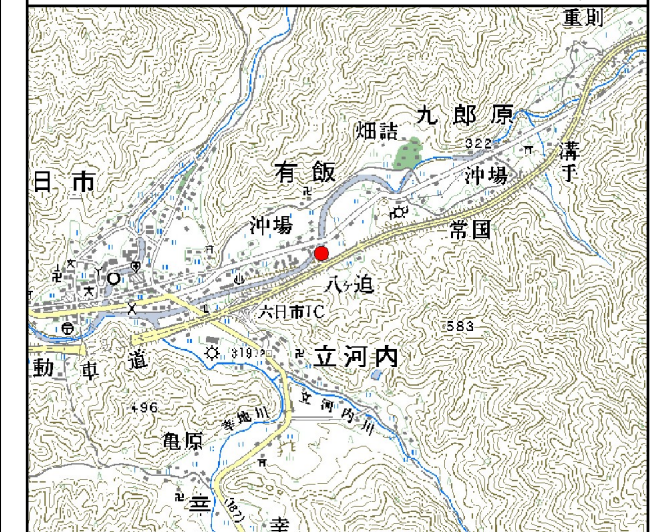 重則
九郎原
畑詰
322
溝手
有飯
沖場
日市
沖場
常国
八ヶ迫
六日市IC
583
立河内
319.2
動車道
496
幸地川
立河内川
亀原
(187)
幸